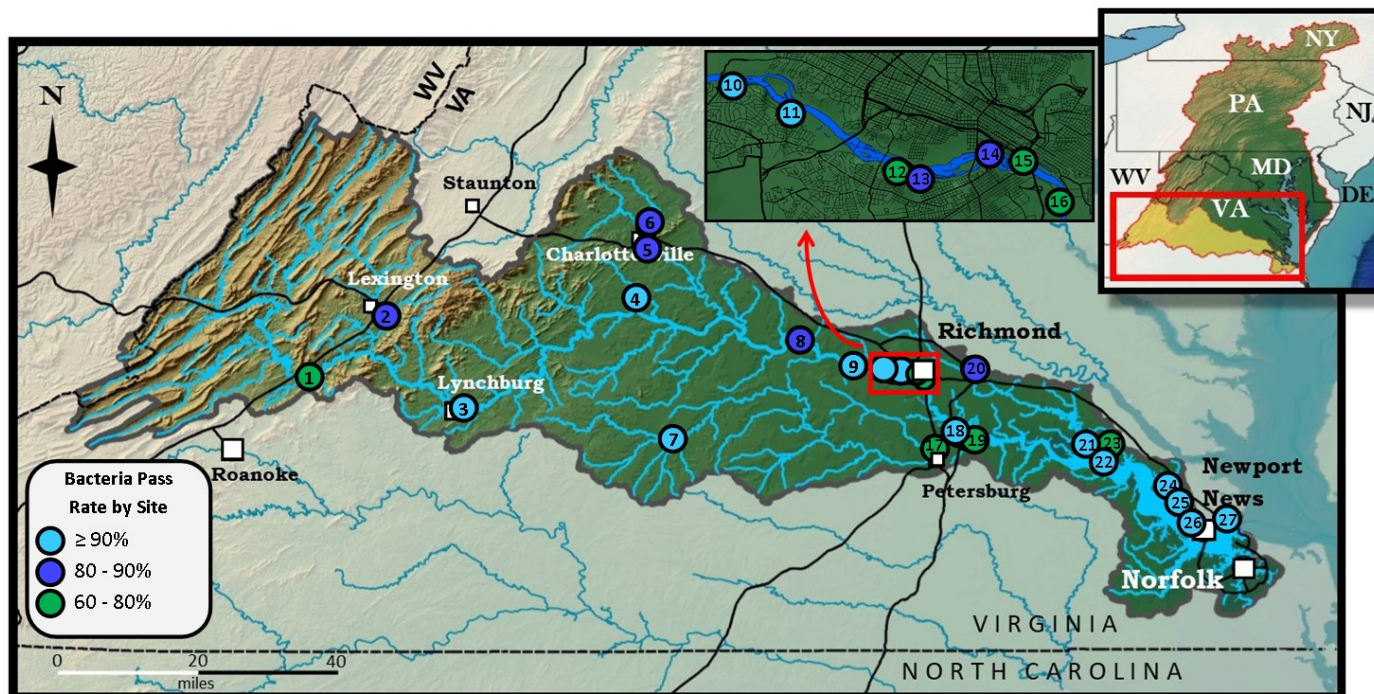 NY
PA
NJ
MD
WV
DE
VA
WV
VA
N
10
11
12
13
14
15
16
Staunton
6
Charlottesville
5
Lexington
4
2
Richmond
8
9
20
1
Lynchburg
3
7
18
19
17
21
23
22
Roanoke
Petersburg
Newport
News
24
25
26
27
Norfolk
Bacteria Pass
Rate by Site
≥ 90%
80 - 90%
60 - 80%
VIRGINIA
NORTH CAROLINA
0 20 40
miles